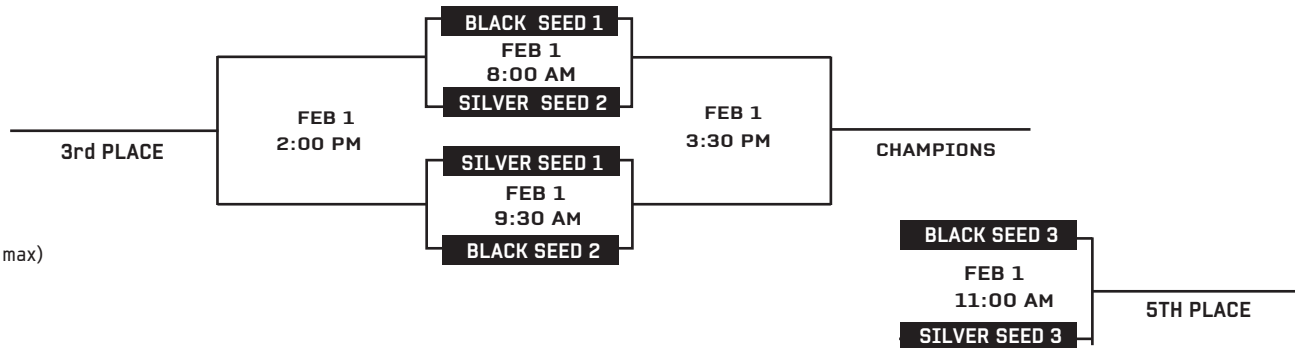 BLACK SEED 1
FEB 1
8:00 AM
SILVER SEED 2
FEB 1
2:00 PM
FEB 1
3:30 PM
3rd PLACE
CHAMPIONS
SILVER SEED 1
FEB 1
9:30 AM
BLACK SEED 2
max)
BLACK SEED 3
FEB 1
11:00 AM
5TH PLACE
SILVER SEED 3